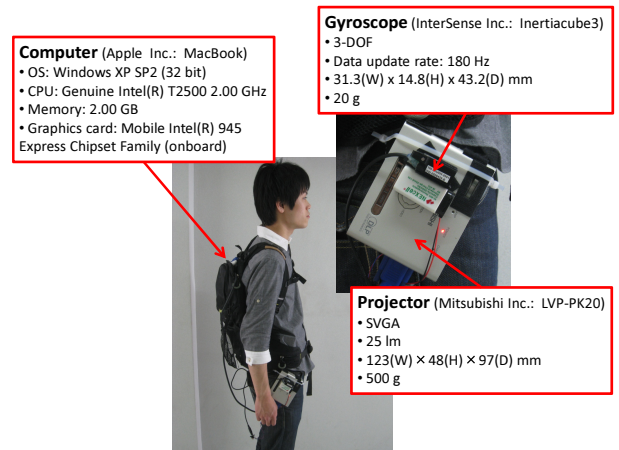 Computer (Apple Inc.: MacBook)
• OS: Windows XP SP2 (32 bit)
• CPU: Genuine Intel(R) T2500 2.00 GHz
• Memory: 2.00 GB
• Graphics card: Mobile Intel(R) 945
Express Chipset Family (onboard)
Gyroscope (InterSense Inc.: Inertiacube3)
• 3-DOF
• Data update rate: 180 Hz
• 31.3(W) x 14.8(H) x 43.2(D) mm
• 20 g
DLP
Projector (Mitsubishi Inc.: LVP-PK20)
• SVGA
• 25 lm
• 123(W) × 48(H) × 97(D) mm
• 500 g